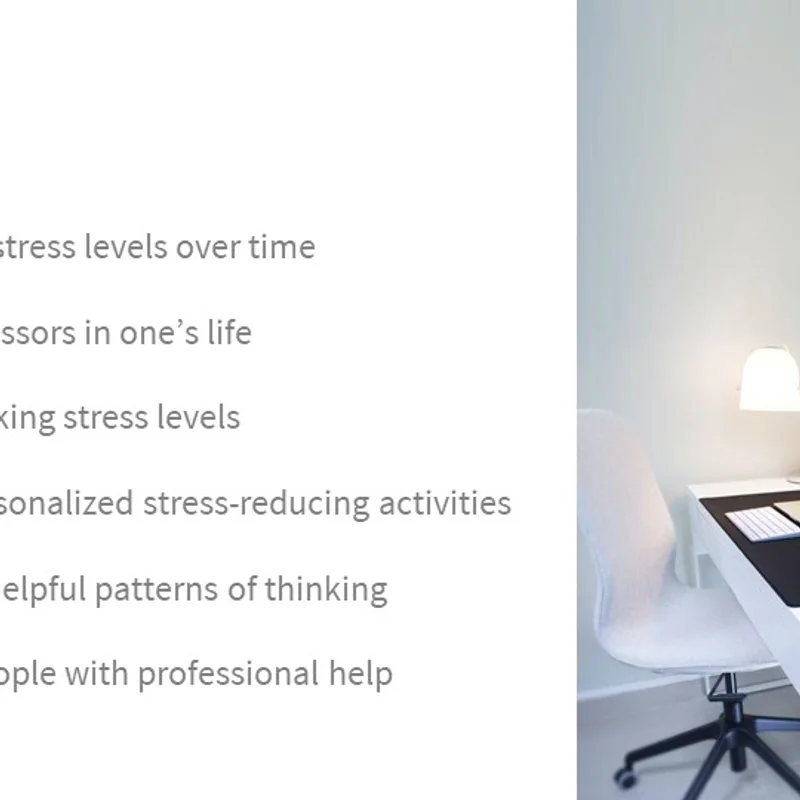 stress levels over time
ssors in one’s life
king stress levels
sonalized stress-reducing activities
elpful patterns of thinking
ople with professional help